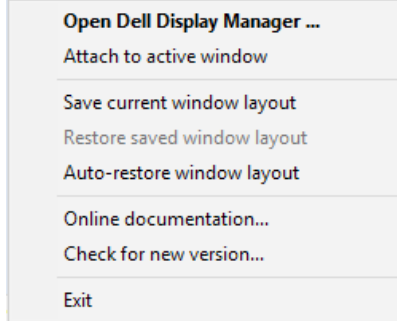 Open Dell Display Manager ...
Attach to active window
Save current window layout
Restore saved window layout
Auto-restore window layout
Online documentation...
Check for new version...
Exit